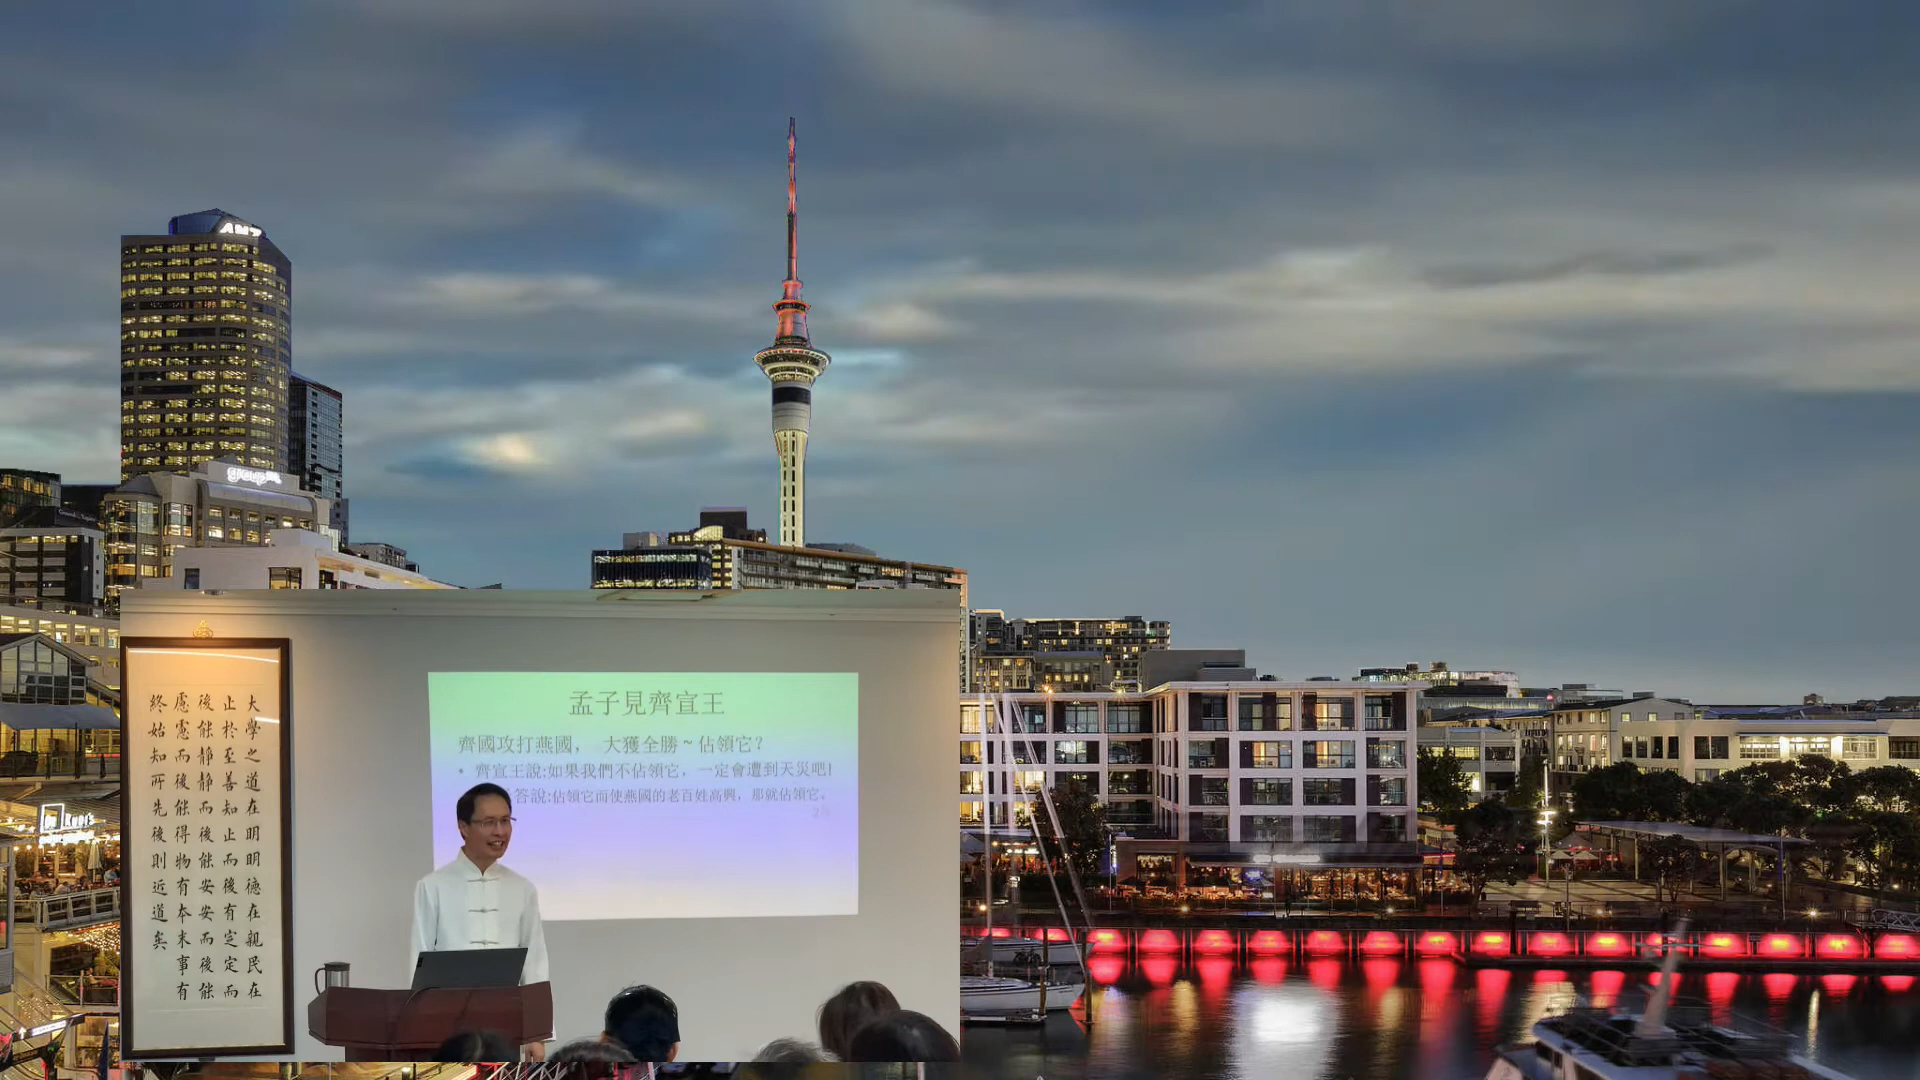 ANZ
大學之道在明明德在親民在
止於至善知止而後有定定而
後能靜靜而後能安安而後能
慮慮而後能得物有本末事有
終始知所先後則近道矣
孟子見齊宣王
齊國攻打燕國， 大獲全勝~佔領它？
• 齊宣王說:如果我們不佔領它，一定會遭到天災吧!
答說:佔領它而使燕國的老百姓高興，那就佔領它。